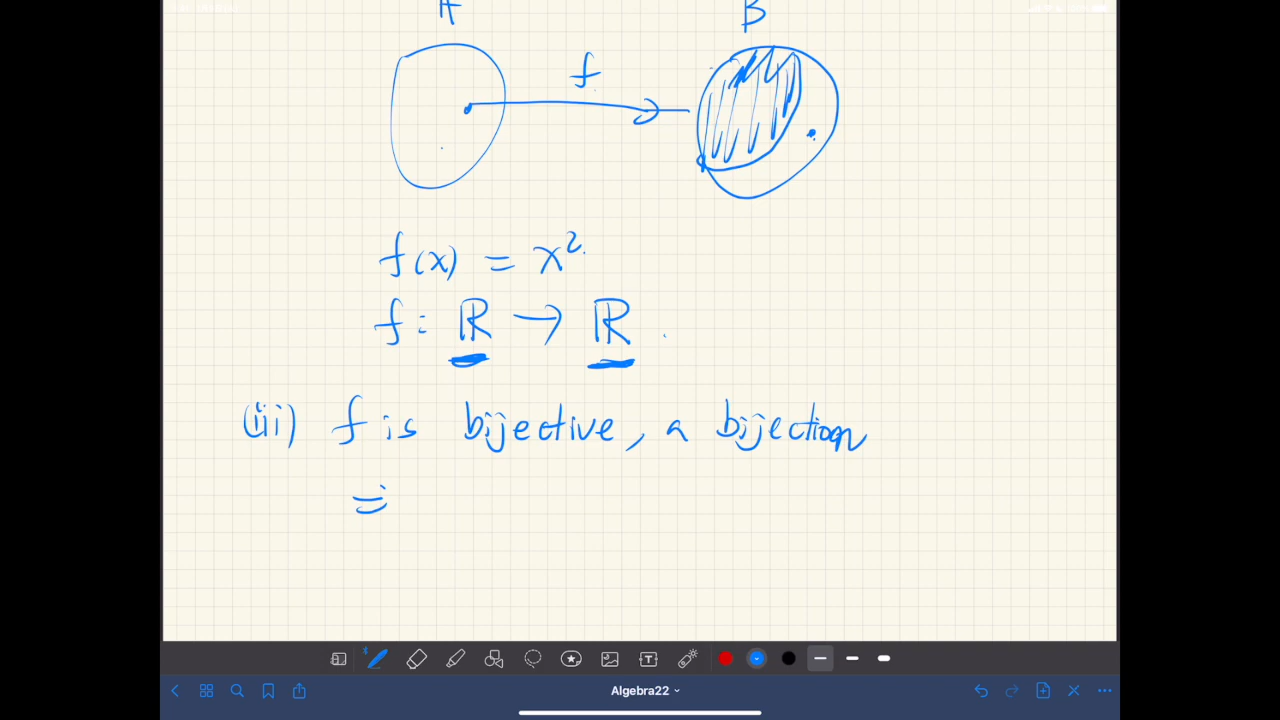 A B
f
f(x) = x²
f: ℝ → ℝ.
(iii) f is bijective, a bijection
=
Algebra22